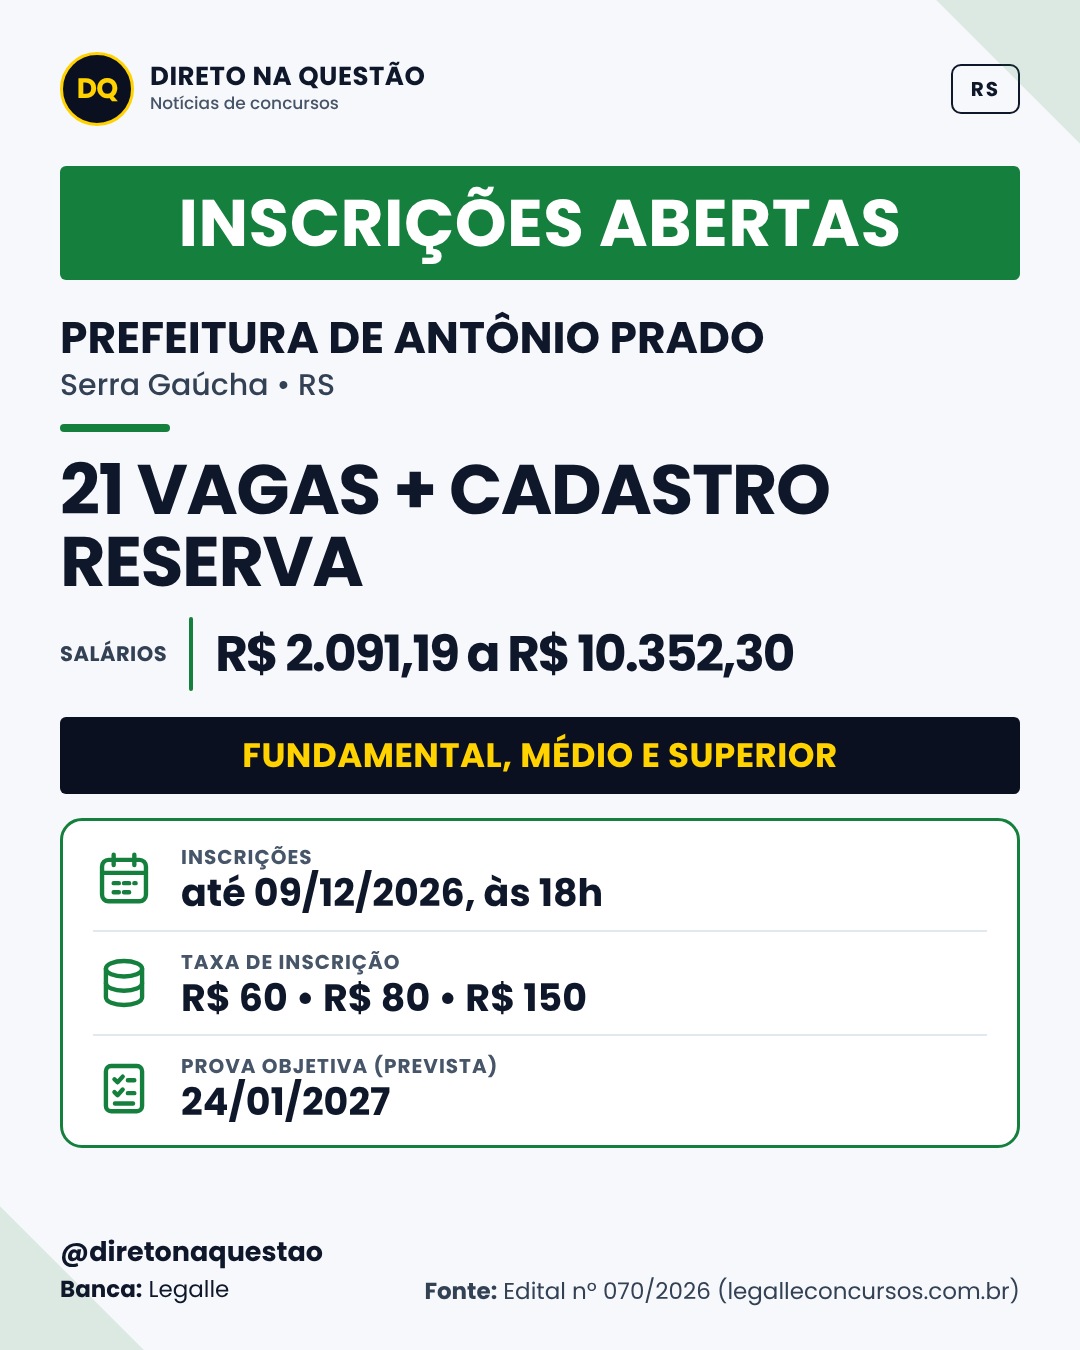 DQ
DIRETO NA QUESTÃO
Notícias de concursos
RS
INSCRIÇÕES ABERTAS
PREFEITURA DE ANTÔNIO PRADO
Serra Gaúcha • RS
21 VAGAS + CADASTRO
RESERVA
SALÁRIOS
R$ 2.091,19 a R$ 10.352,30
FUNDAMENTAL, MÉDIO E SUPERIOR
INSCRIÇÕES
até 09/12/2026, às 18h
TAXA DE INSCRIÇÃO
R$ 60 • R$ 80 • R$ 150
PROVA OBJETIVA (PREVISTA)
24/01/2027
@diretonaquestao
Banca: Legalle
Fonte: Edital nº 070/2026 (legalleconcursos.com.br)